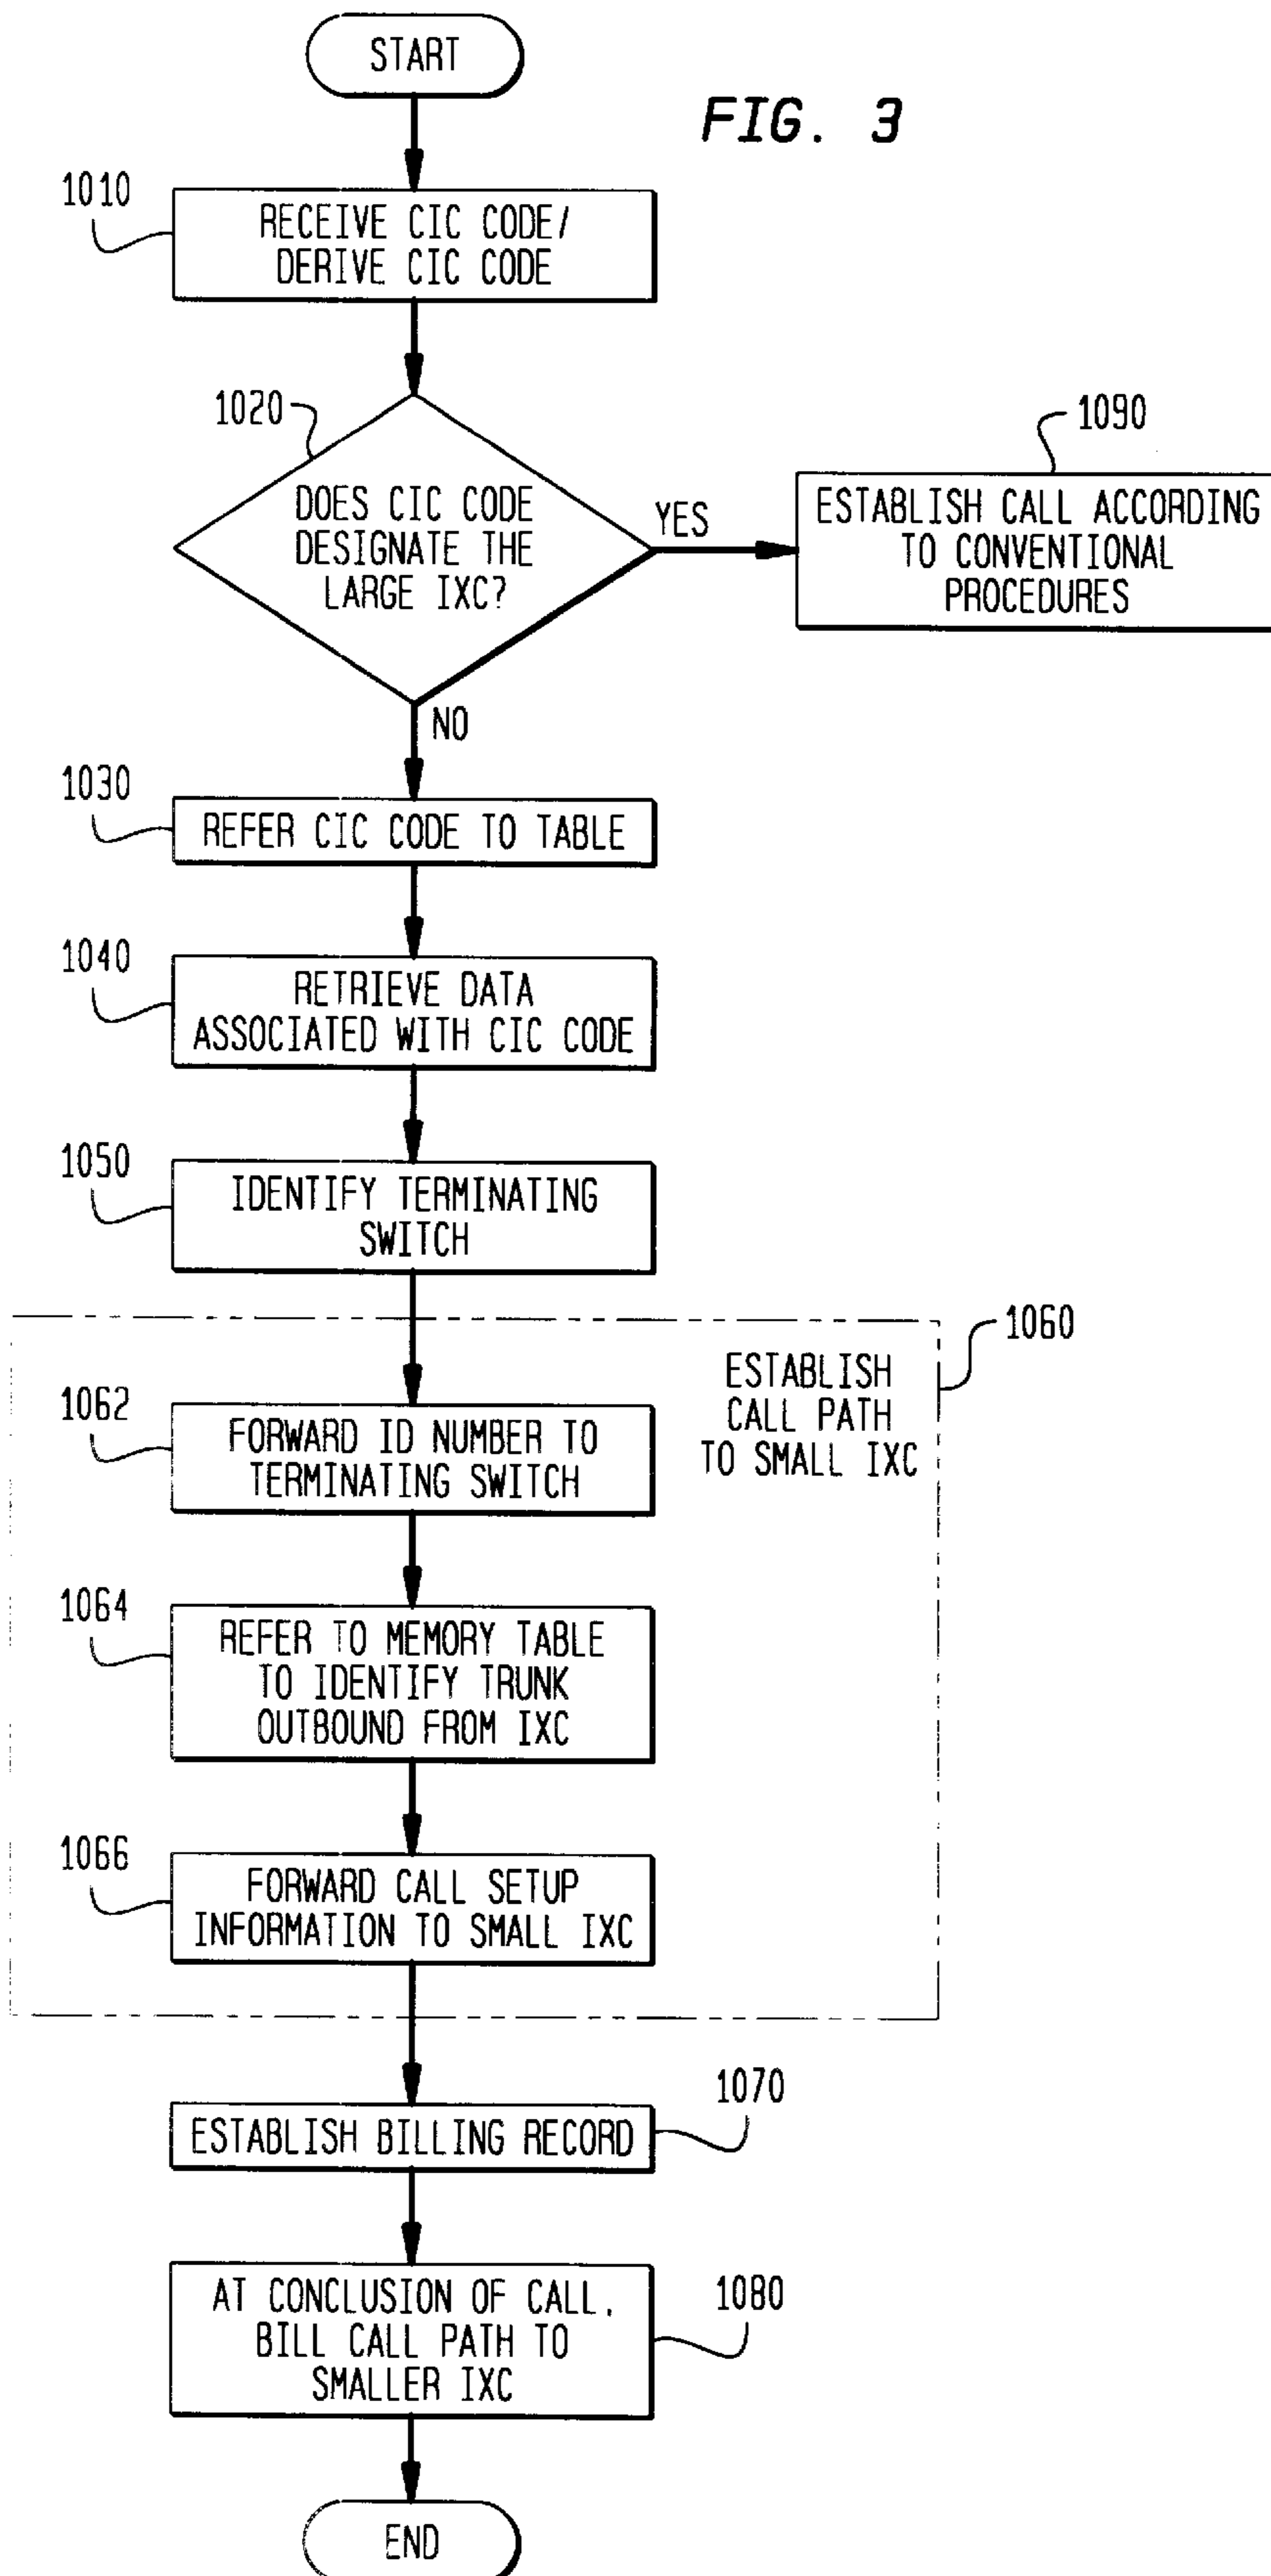 START
FIG. 3
1010
RECEIVE CIC CODE/
DERIVE CIC CODE
1020
DOES CIC CODE
DESIGNATE THE
LARGE IXC?
YES
1090
ESTABLISH CALL ACCORDING
TO CONVENTIONAL
PROCEDURES
NO
1030
REFER CIC CODE TO TABLE
1040
RETRIEVE DATA
ASSOCIATED WITH CIC CODE
1050
IDENTIFY TERMINATING
SWITCH
1060
ESTABLISH
CALL PATH
TO SMALL IXC
1062
FORWARD ID NUMBER TO
TERMINATING SWITCH
1064
REFER TO MEMORY TABLE
TO IDENTIFY TRUNK
OUTBOUND FROM IXC
1066
FORWARD CALL SETUP
INFORMATION TO SMALL IXC
1070
ESTABLISH BILLING RECORD
1080
AT CONCLUSION OF CALL,
BILL CALL PATH TO
SMALLER IXC
END